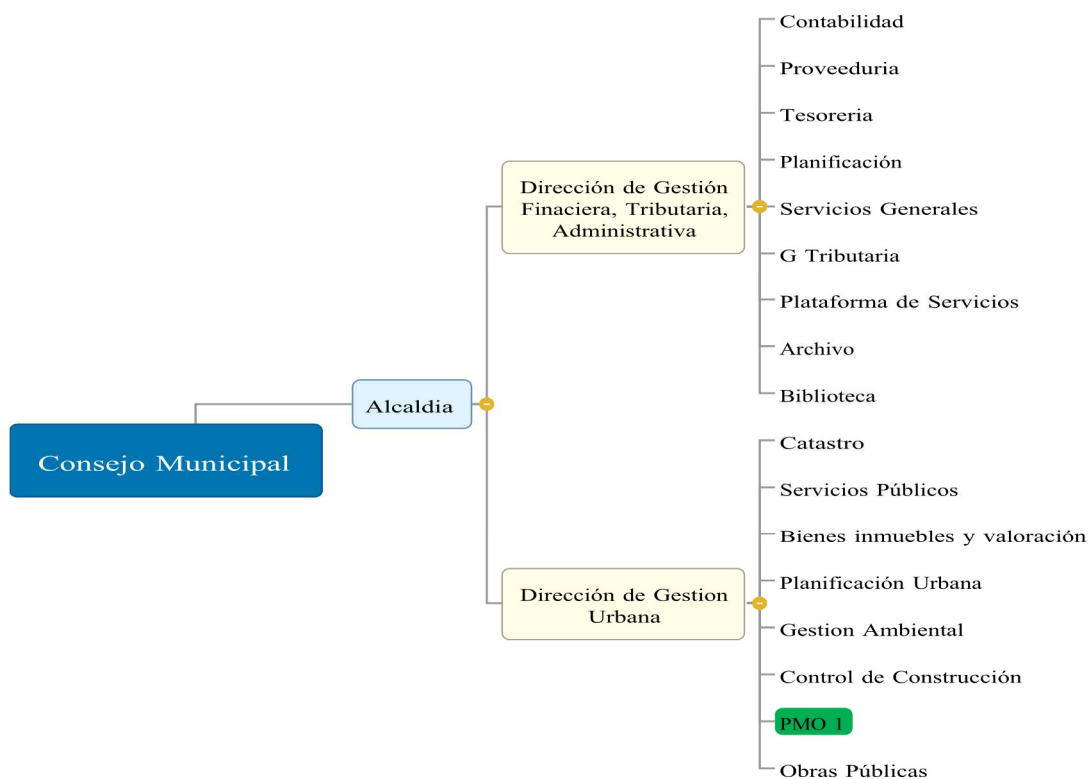 Consejo Municipal
Alcaldia
Dirección de Gestión
Finaciera, Tributaria,
Administrativa
Contabilidad
Proveeduria
Tesoreria
Planificación
Servicios Generales
G Tributaria
Plataforma de Servicios
Archivo
Biblioteca
Dirección de Gestion
Urbana
Catastro
Servicios Públicos
Bienes inmuebles y valoración
Planificación Urbana
Gestion Ambiental
Control de Construcción
PMO 1
Obras Públicas